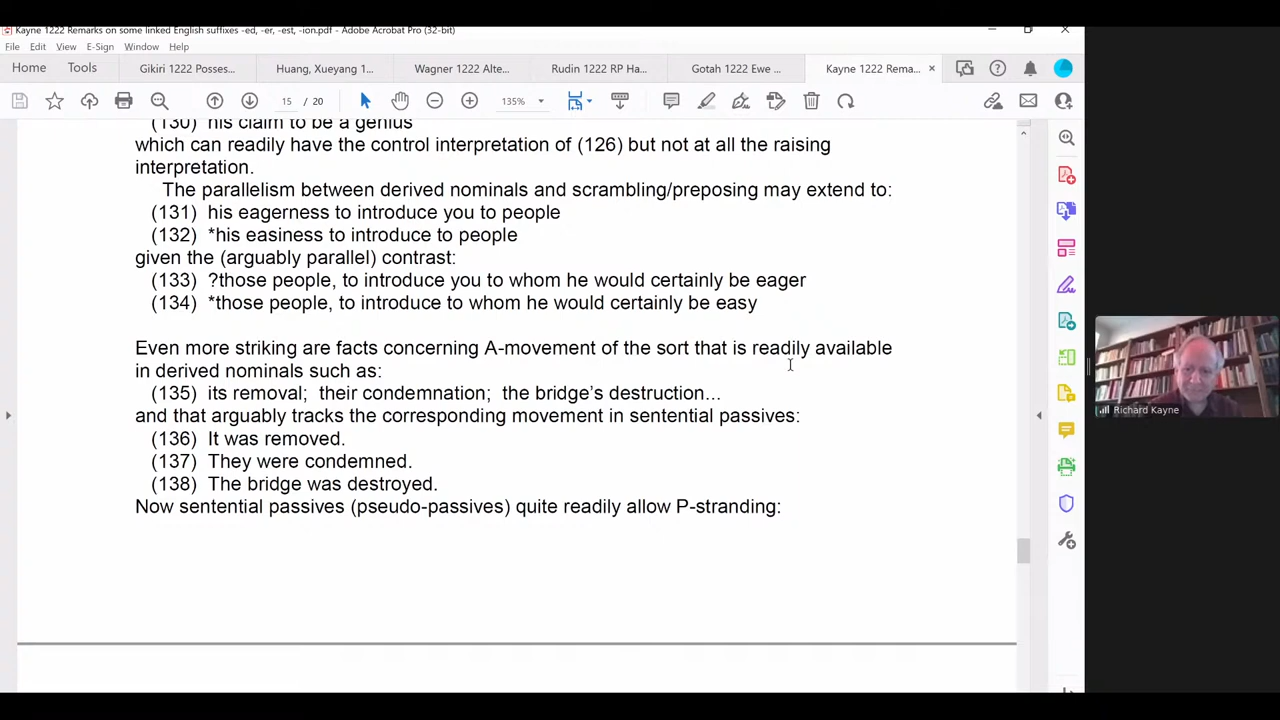 Kayne 1222 Remarks on some linked English suffixes -ed, -er, -est, -ion.pdf - Adobe Acrobat Pro (32-bit)
File Edit View E-Sign Window Help
Home Tools Gikiri 1222 Posses... Huang, Xueyang 1... Wagner 1222 Alte... Rudin 1222 RP Ha... Gotah 1222 Ewe ... Kayne 1222 Rema...
15 / 20 135%
(130) his claim to be a genius
which can readily have the control interpretation of (126) but not at all the raising
interpretation.
The parallelism between derived nominals and scrambling/preposing may extend to:
(131) his eagerness to introduce you to people
(132) *his easiness to introduce to people
given the (arguably parallel) contrast:
(133) ?those people, to introduce you to whom he would certainly be eager
(134) *those people, to introduce to whom he would certainly be easy
Even more striking are facts concerning A-movement of the sort that is readily available
in derived nominals such as:
(135) its removal; their condemnation; the bridge's destruction...
and that arguably tracks the corresponding movement in sentential passives:
(136) It was removed.
(137) They were condemned.
(138) The bridge was destroyed.
Now sentential passives (pseudo-passives) quite readily allow P-stranding:
Richard Kayne